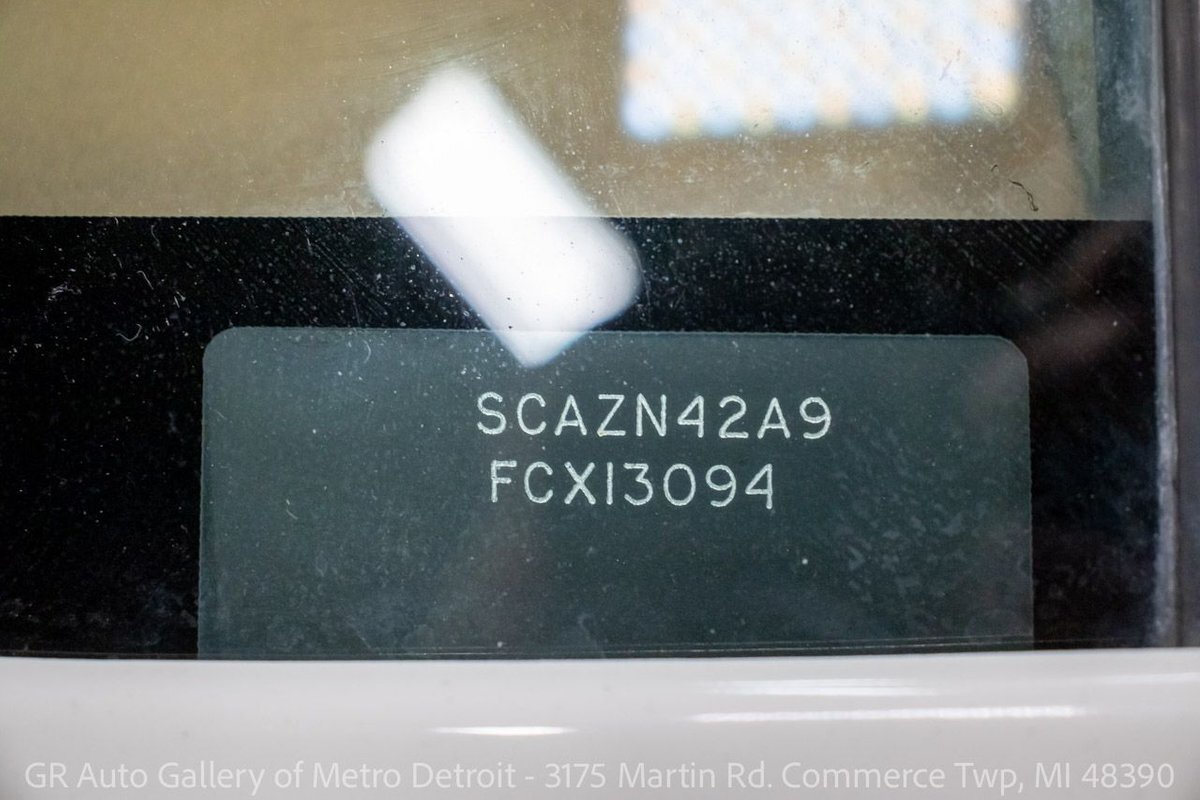 SCAZN42A9
FCX13094
GR Auto Gallery of Metro Detroit - 3175 Martin Rd. Commerce Twp, MI 48390